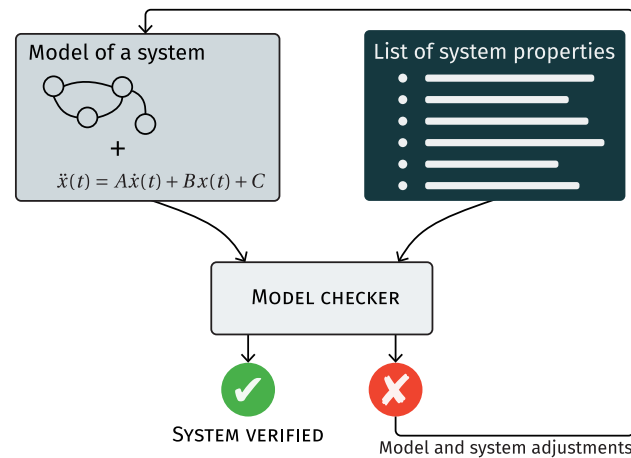 Model of a system
List of system properties
+
ẍ(t) = Aẋ(t) + Bx(t) + C
MODEL CHECKER
✔
✘
SYSTEM VERIFIED
Model and system adjustments